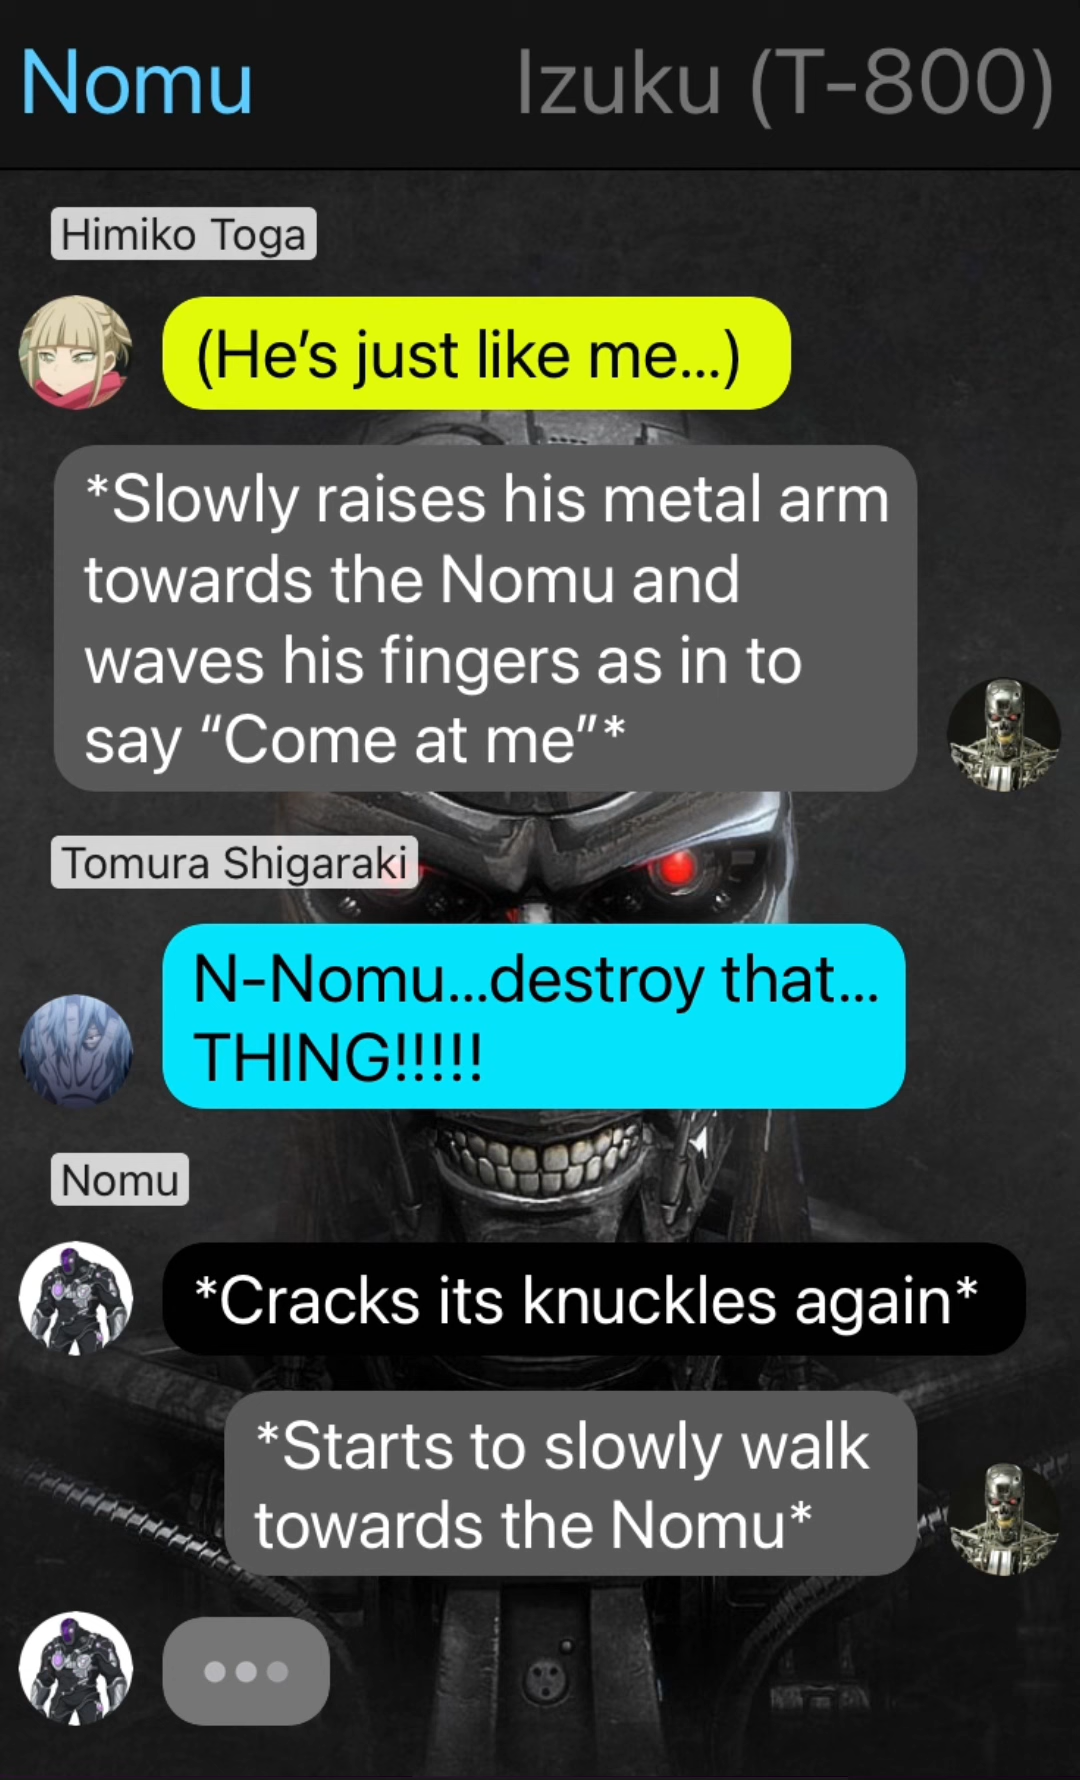 Nomu
Izuku (T-800)
Himiko Toga
(He’s just like me...)
*Slowly raises his metal arm
towards the Nomu and
waves his fingers as in to
say “Come at me”*
Tomura Shigaraki
N-Nomu...destroy that...
THING!!!!!
Nomu
*Cracks its knuckles again*
*Starts to slowly walk
towards the Nomu*